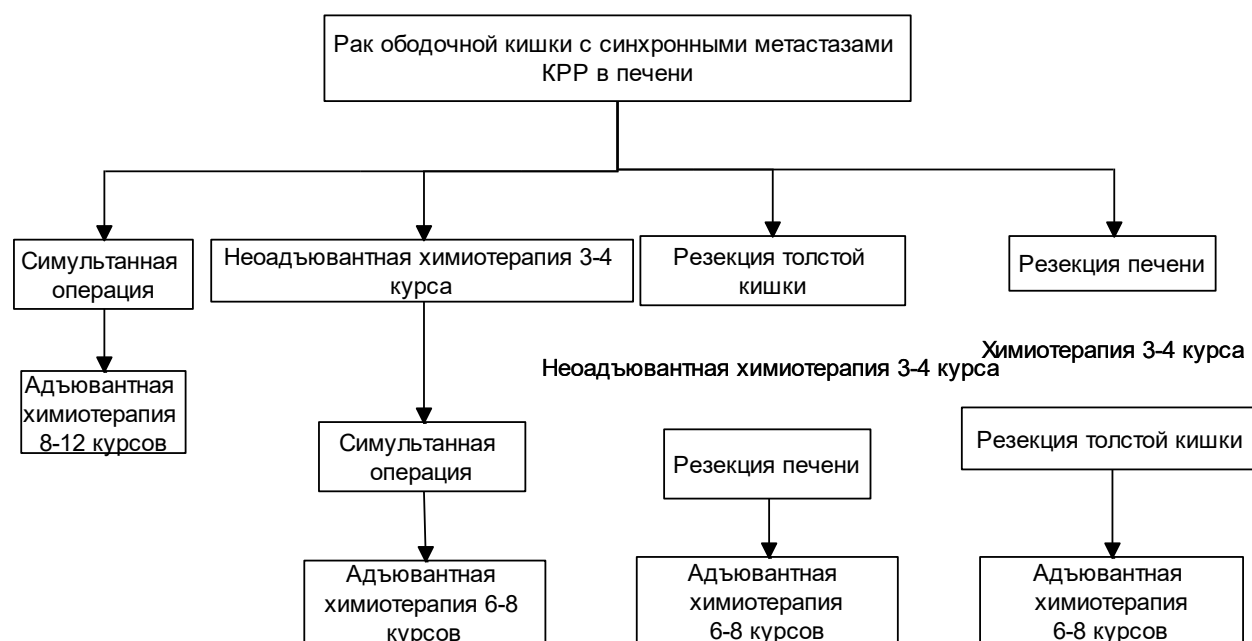 Рак ободочной кишки с синхронными метастазами
КРР в печени
Симультанная
операция
Неоадъювантная химиотерапия 3-4
курса
Резекция толстой
кишки
Резекция печени
Адъювантная
химиотерапия
8-12 курсов
Неоадъювантная химиотерапия 3-4 курса
Химиотерапия 3-4 курса
Симультанная
операция
Резекция печени
Резекция толстой кишки
Адъювантная
химиотерапия 6-8
курсов
Адъювантная
химиотерапия
6-8 курсов
Адъювантная
химиотерапия
6-8 курсов